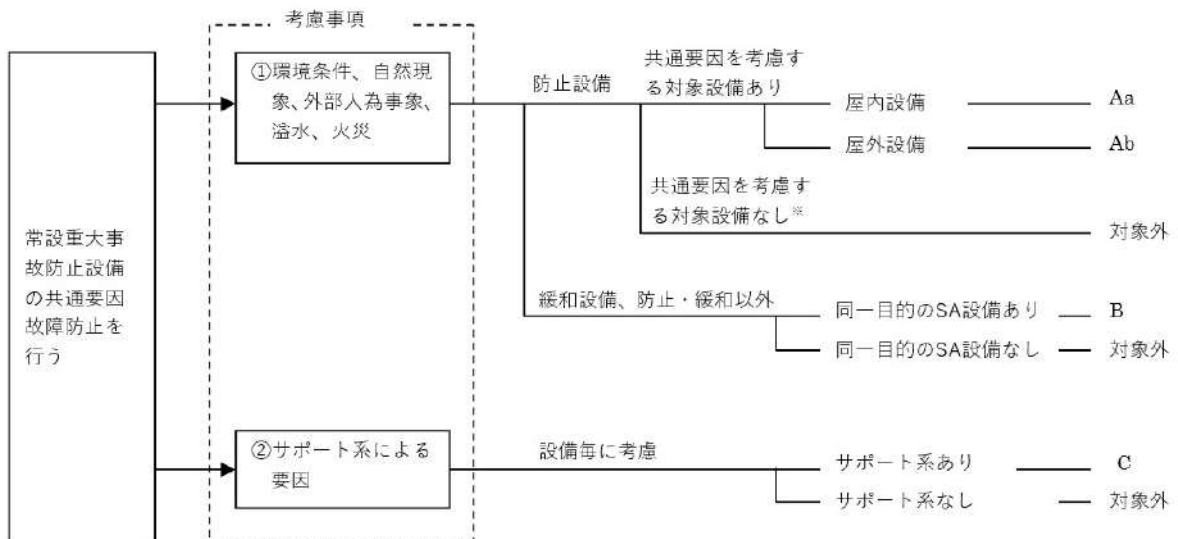 考慮事項
常設重大事
故防止設備
の共通要因
故障防止を
行う
①環境条件、自然現
象、外部人為事象、
溢水、火災
防止設備
共通要因を考慮す
る対象設備あり
屋内設備
Aa
屋外設備
Ab
共通要因を考慮す
る対象設備なし※
対象外
緩和設備、防止・緩和以外
同一目的のSA設備あり
B
同一目的のSA設備なし
対象外
②サポート系による
要因
設備毎に考慮
サポート系あり
C
サポート系なし
対象外